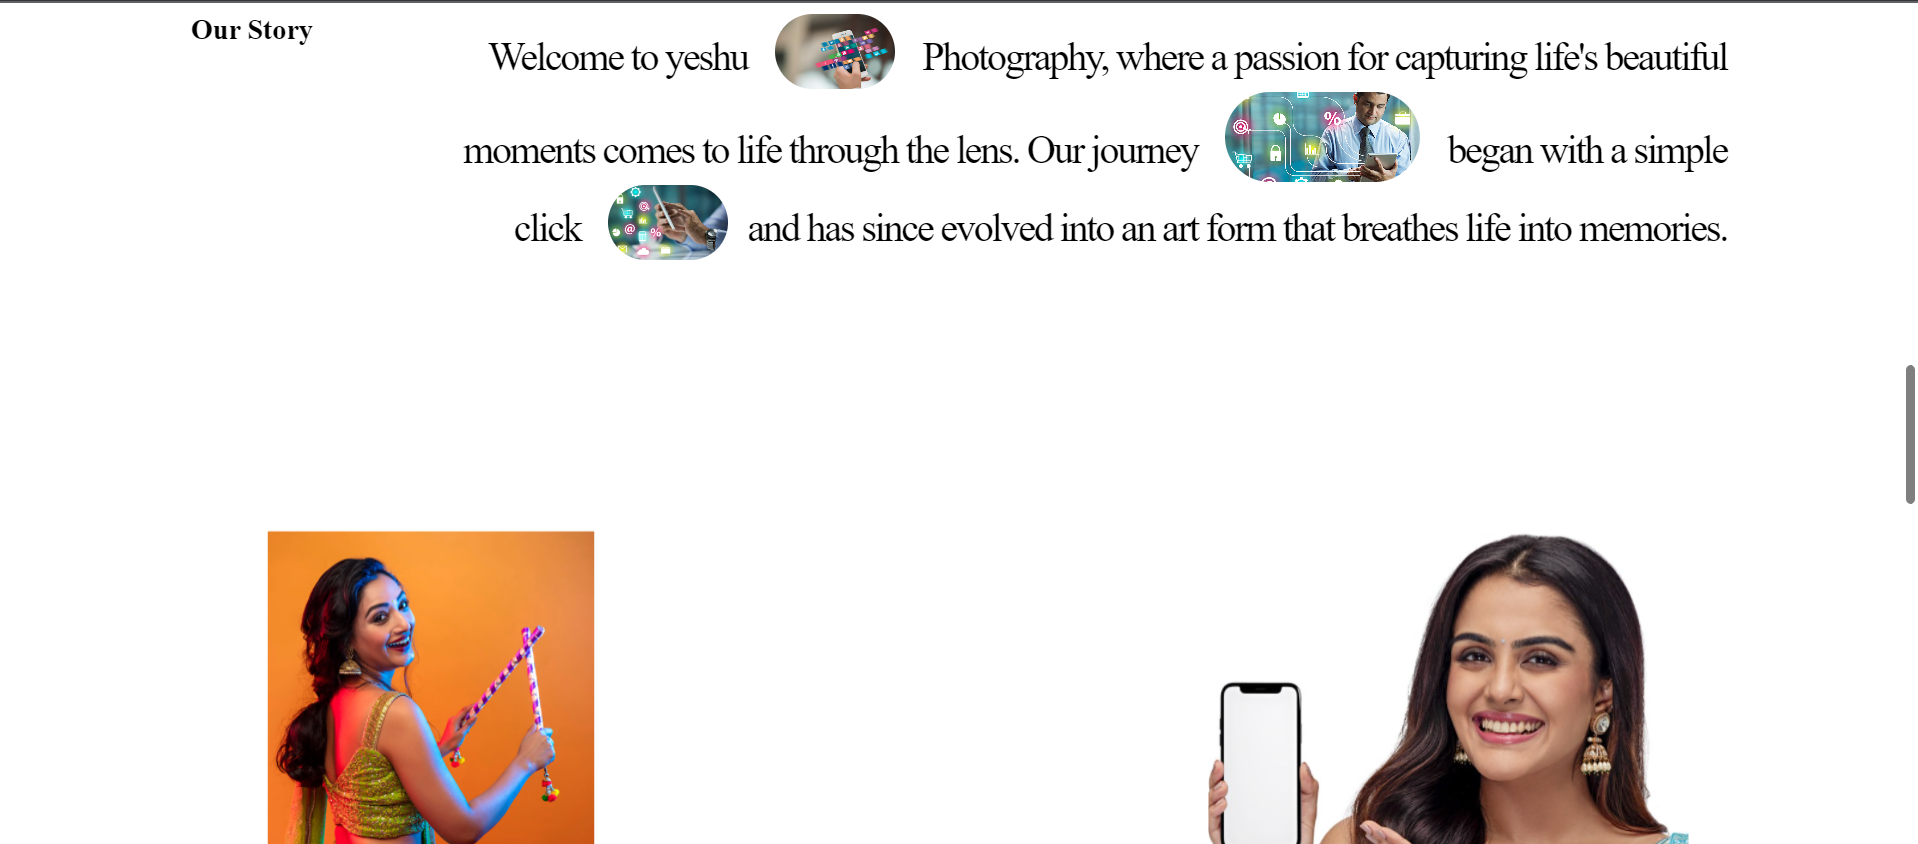 Our Story
Welcome to yeshu Photography, where a passion for capturing life's beautiful
moments comes to life through the lens. Our journey began with a simple
click and has since evolved into an art form that breathes life into memories.